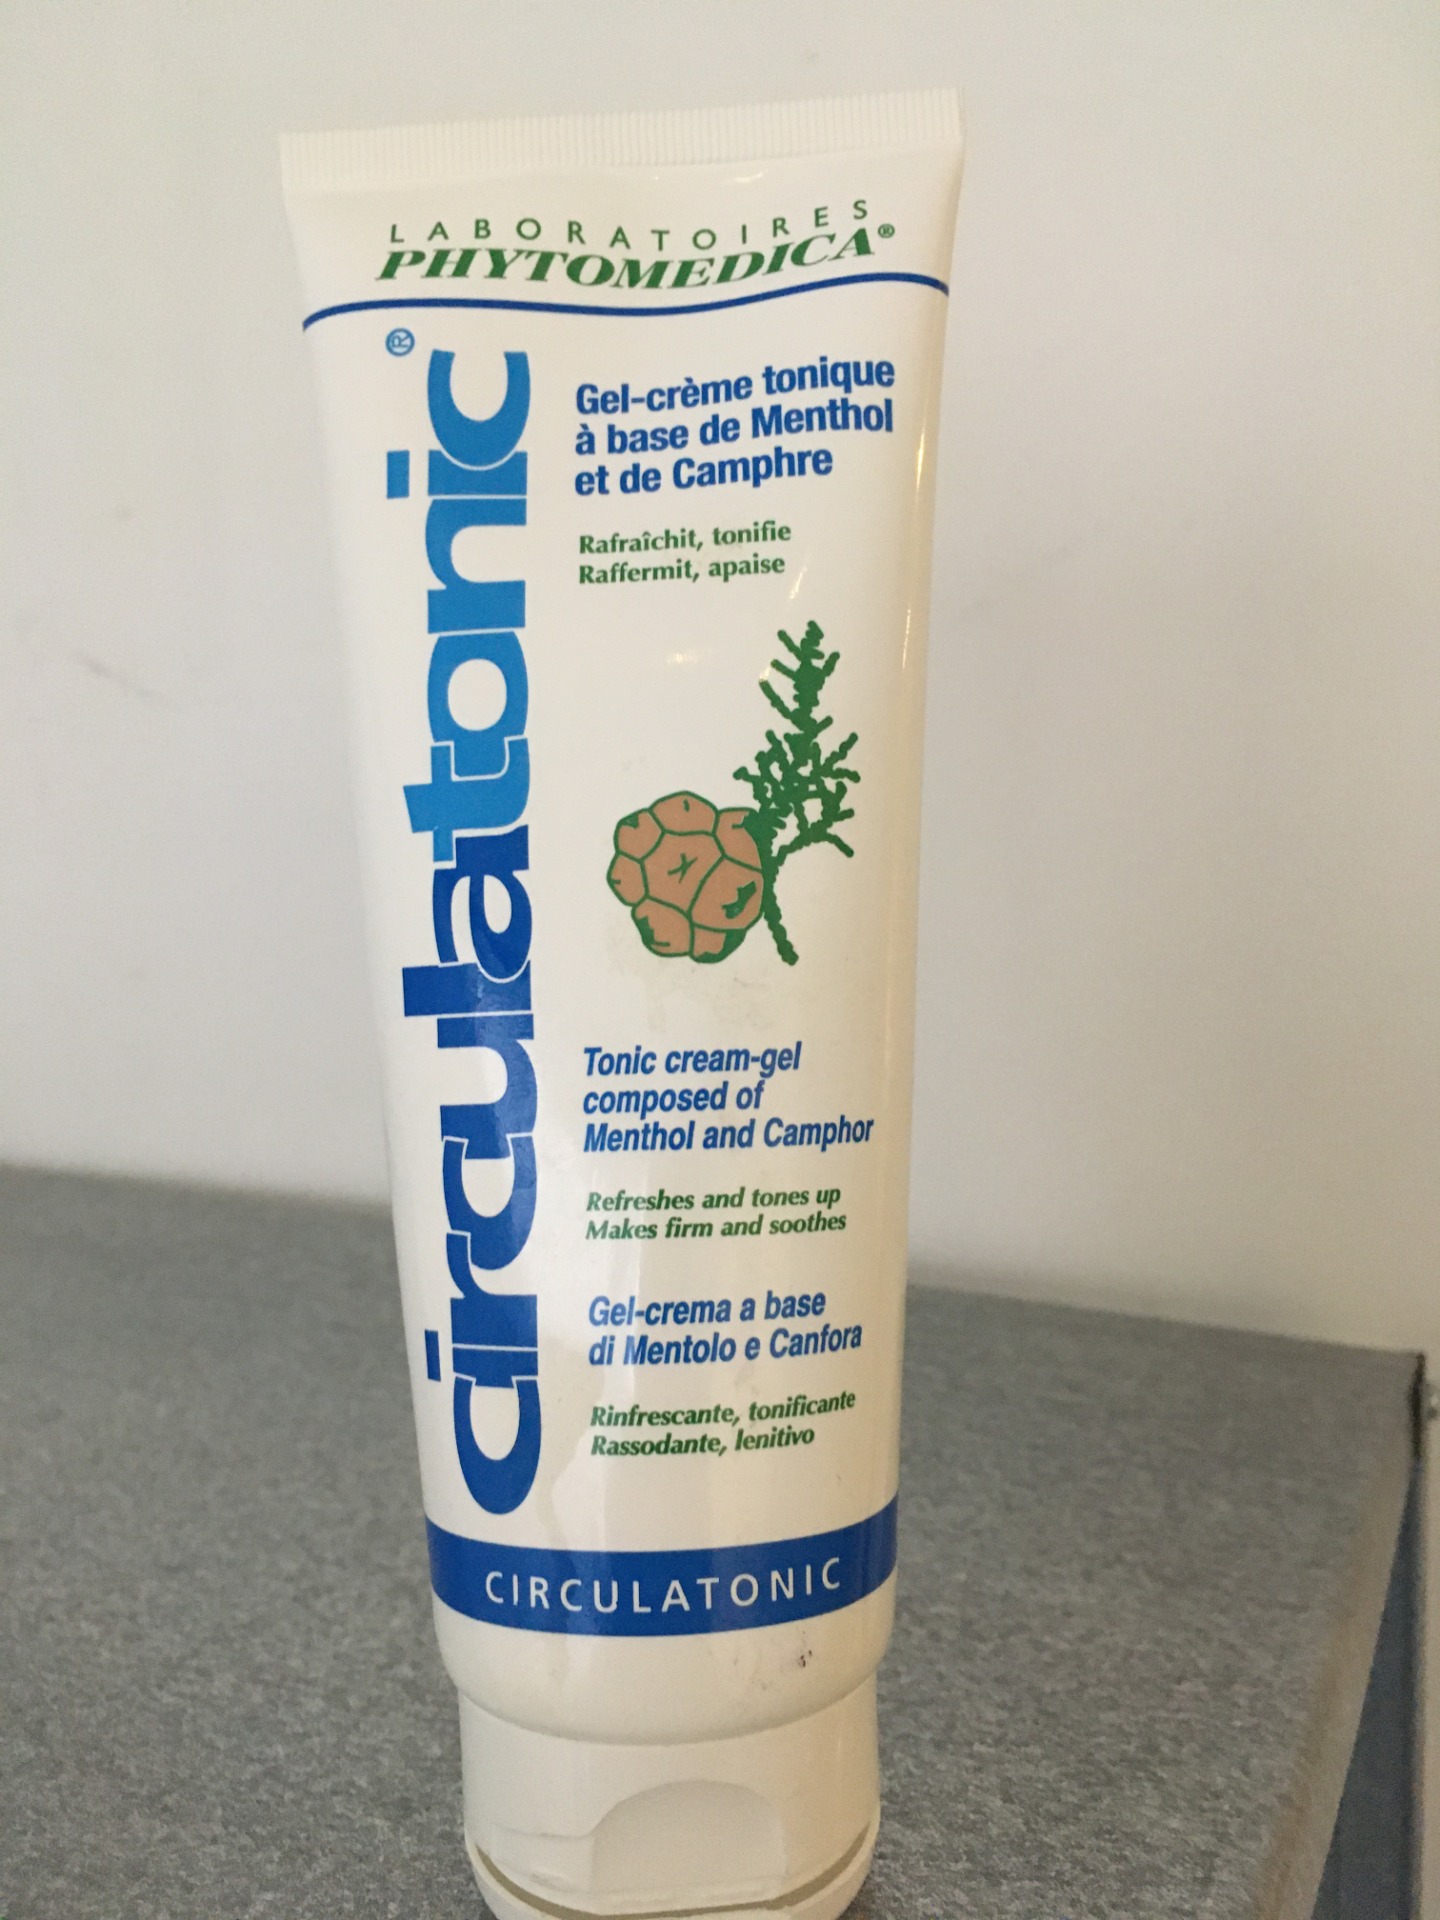 LABORATOIRES
PHYTOMEDICA®
circulatonic®
Gel-crème tonique
à base de Menthol
et de Camphre
Rafraîchit, tonifie
Raffermit, apaise
Tonic cream-gel
composed of
Menthol and Camphor
Refreshes and tones up
Makes firm and soothes
Gel-crema a base
di Mentolo e Canfora
Rinfrescante, tonificante
Rassodante, lenitivo
CIRCULATONIC